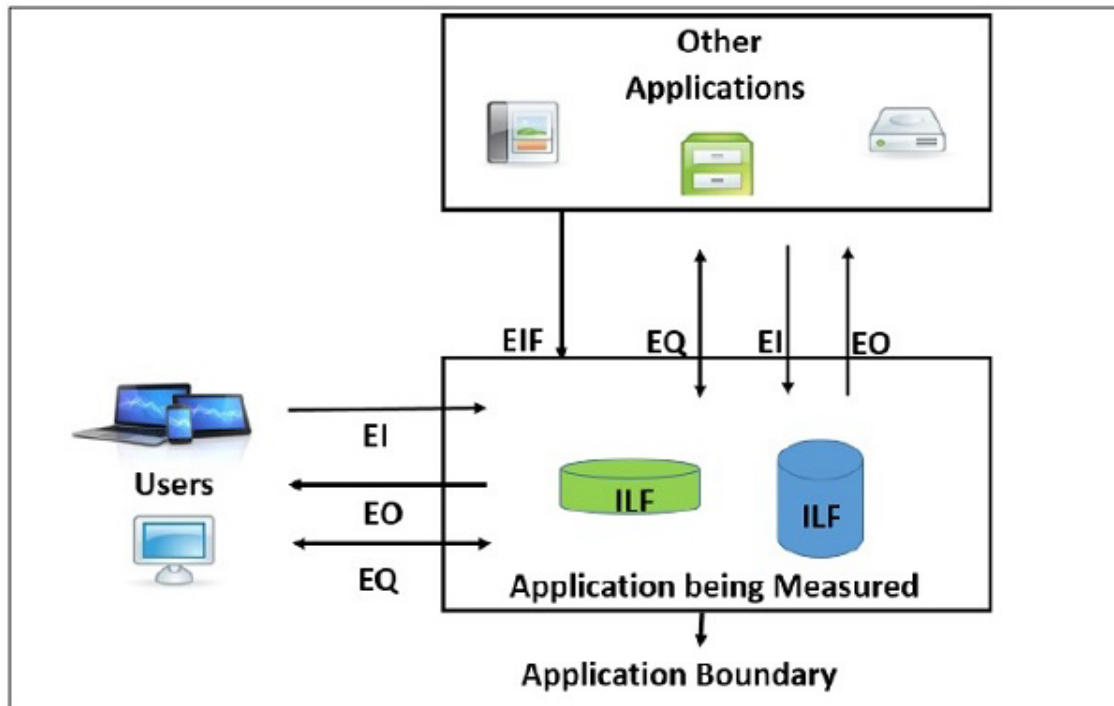 Other
Applications
EIF
EQ
EI
EO
EI
Users
EO
EQ
ILF
ILF
Application being Measured
Application Boundary